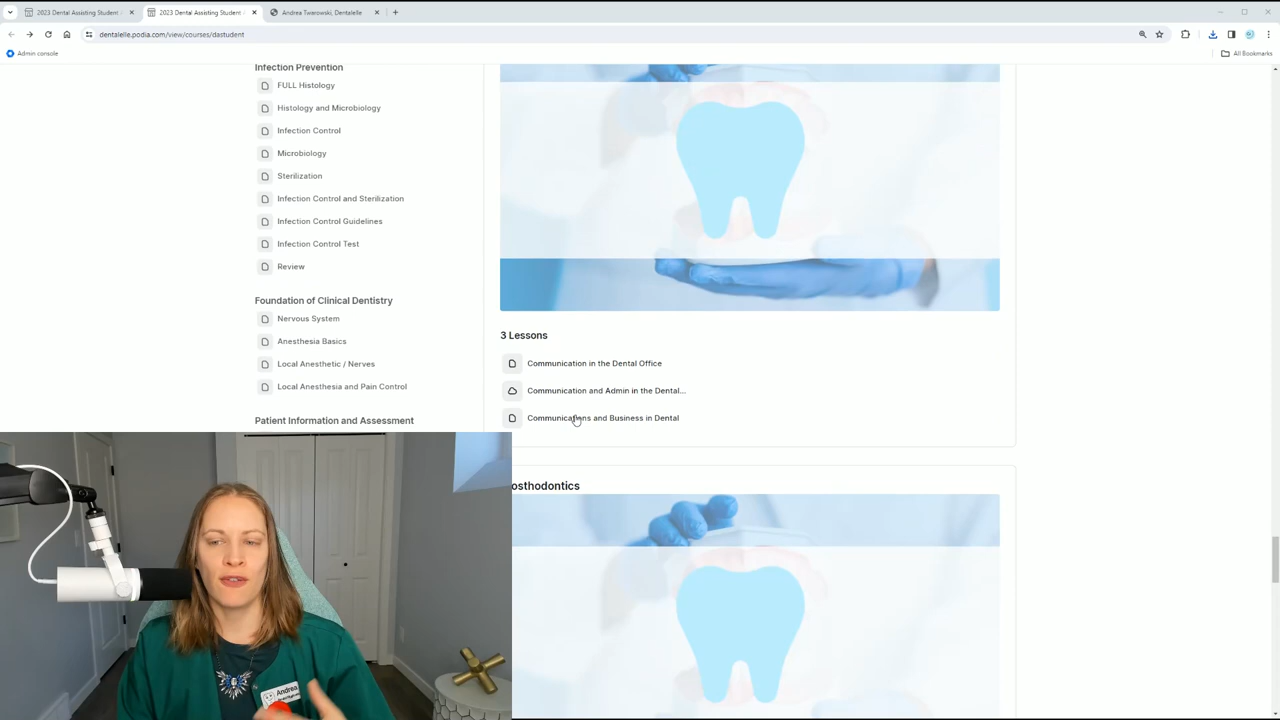 2023 Dental Assisting Student
2023 Dental Assisting Student
Andrea Twarowski, Dentalelle
dentalelle.podia.com/view/courses/dastudent
Admin console
All Bookmarks
Infection Prevention
FULL Histology
Histology and Microbiology
Infection Control
Microbiology
Sterilization
Infection Control and Sterilization
Infection Control Guidelines
Infection Control Test
Review
Foundation of Clinical Dentistry
Nervous System
Anesthesia Basics
Local Anesthetic / Nerves
Local Anesthesia and Pain Control
Patient Information and Assessment
3 Lessons
Communication in the Dental Office
Communication and Admin in the Dental...
Communications and Business in Dental
osthodontics
Andrea